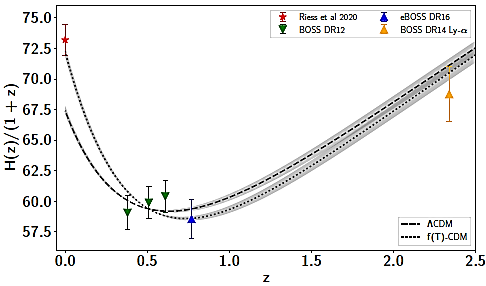 75.0
72.5
70.0
67.5
65.0
62.5
60.0
57.5
H(z)/(1 + z)
Riess et al 2020
BOSS DR12
eBOSS DR16
BOSS DR14 Ly-α
ΛCDM
f(T)-CDM
0.0 0.5 1.0 1.5 2.0 2.5
z